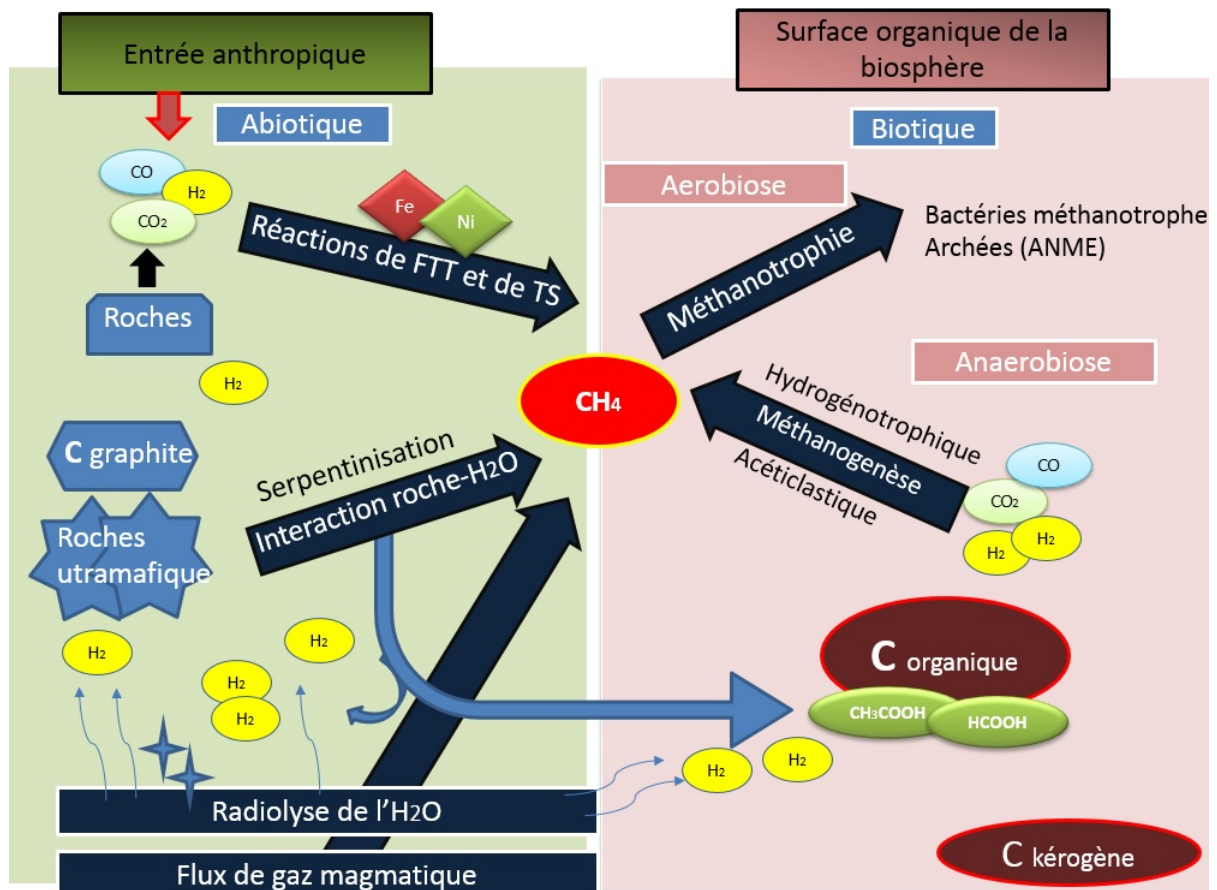 Entrée anthropique
Surface organique de la
biosphère
Abiotique
Biotique
CO
H2
CO2
Fe
Ni
Aerobiose
Réactions de FTT et de TS
Méthanotrophie
Bactéries méthanotrophe
Archées (ANME)
Roches
H2
CH4
Anaerobiose
Hydrogénotrophique
Méthanogenèse
Acéticlastique
CO
CO2
H2
H2
C graphite
Serpentinisation
Interaction roche-H2O
Roches
utramafique
H2
H2
H2
H2
C organique
CH3COOH
HCOOH
H2
H2
Radiolyse de l’H2O
Flux de gaz magmatique
C kérogène